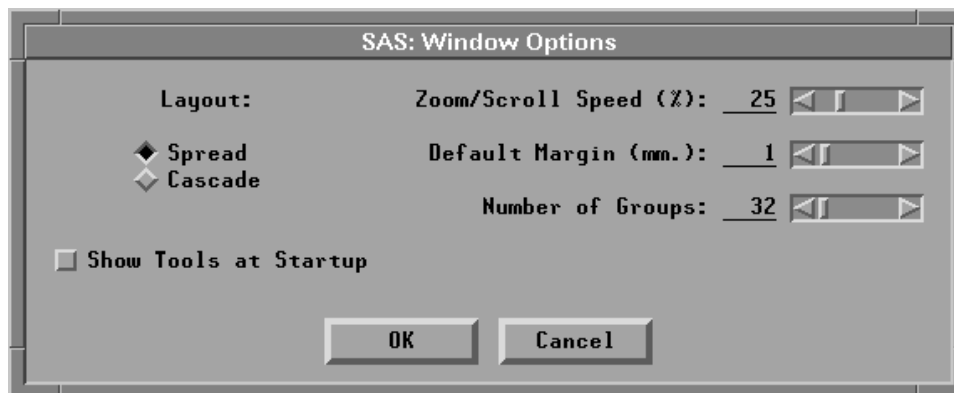 SAS: Window Options
Layout:
Zoom/Scroll Speed (%): 25
Spread
Default Margin (mm.): 1
Cascade
Number of Groups: 32
Show Tools at Startup
OK
Cancel